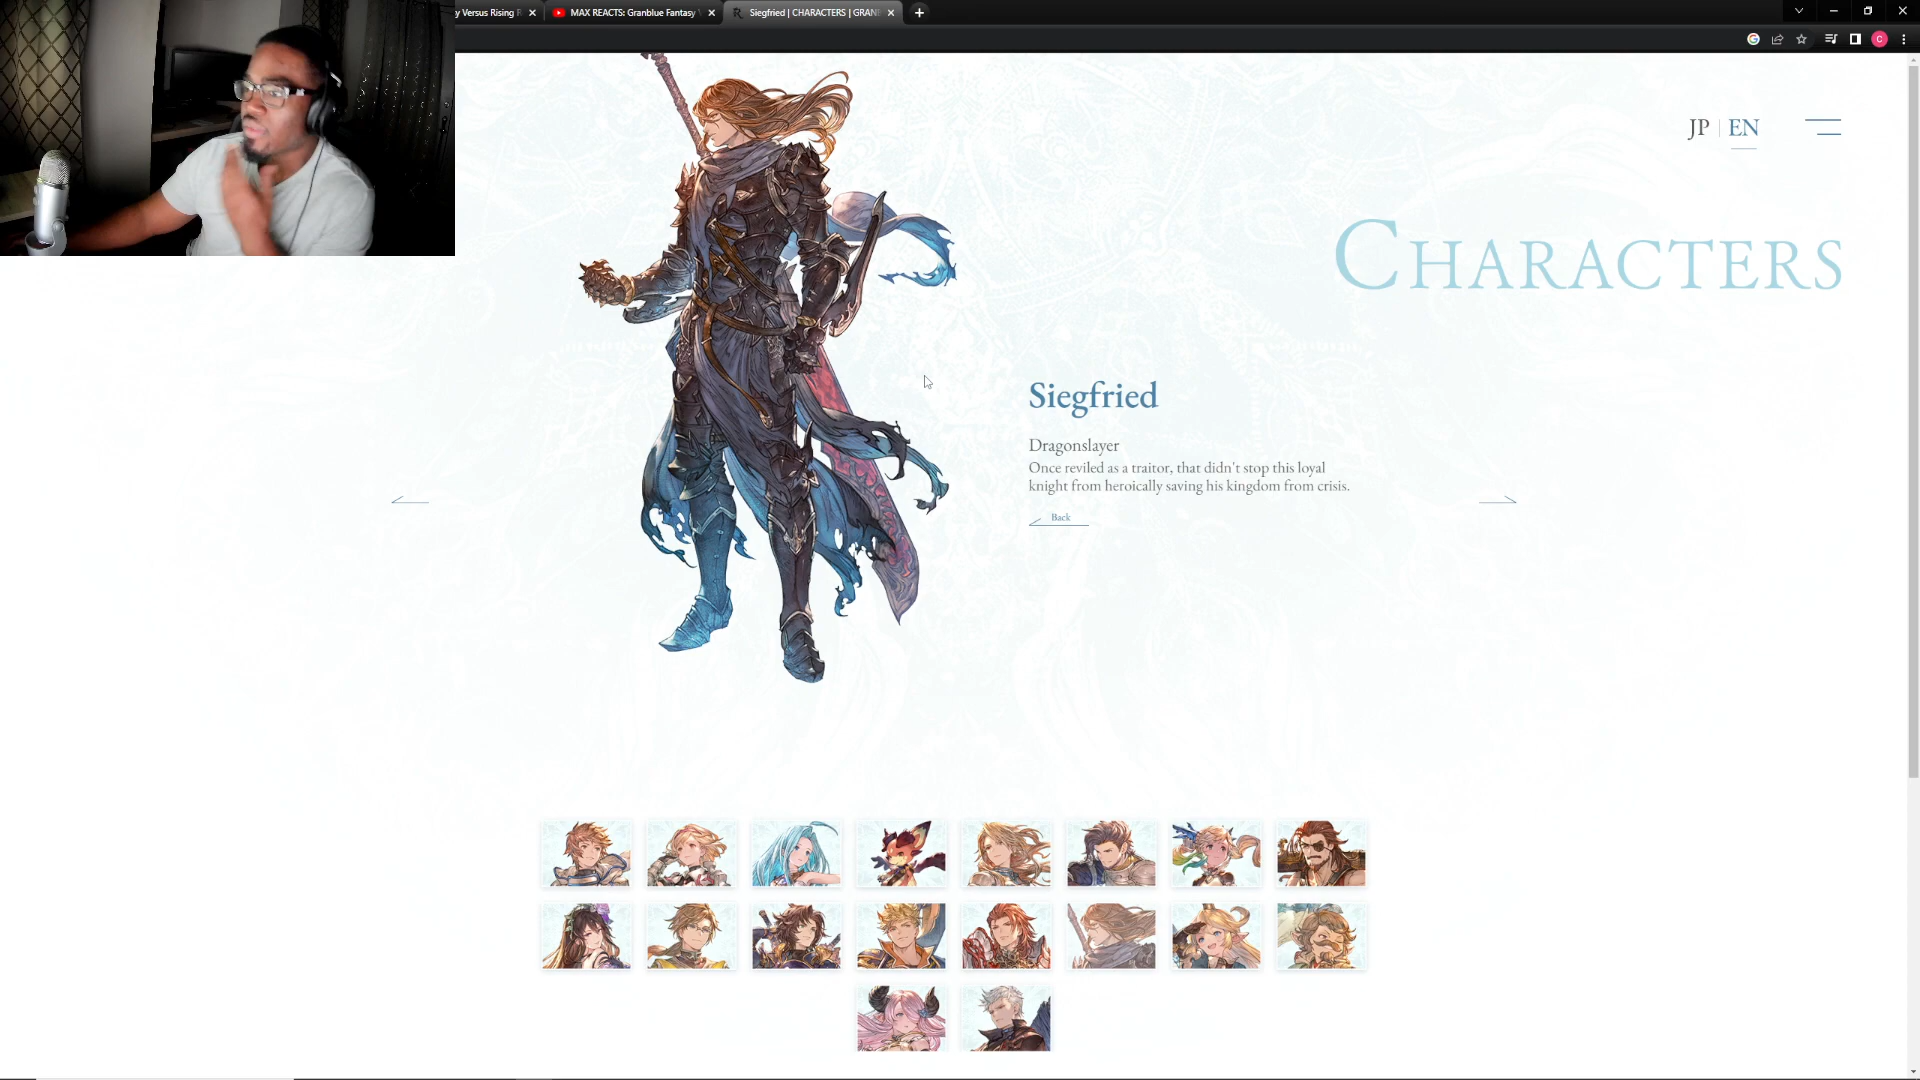 y Versus Rising
MAX REACTS: Granblue Fantasy
Siegfried | CHARACTERS | GRAN
C
JP | EN
CHARACTERS
Siegfried
Dragonslayer
Once reviled as a traitor, that didn't stop this loyal
knight from heroically saving his kingdom from crisis.
Back